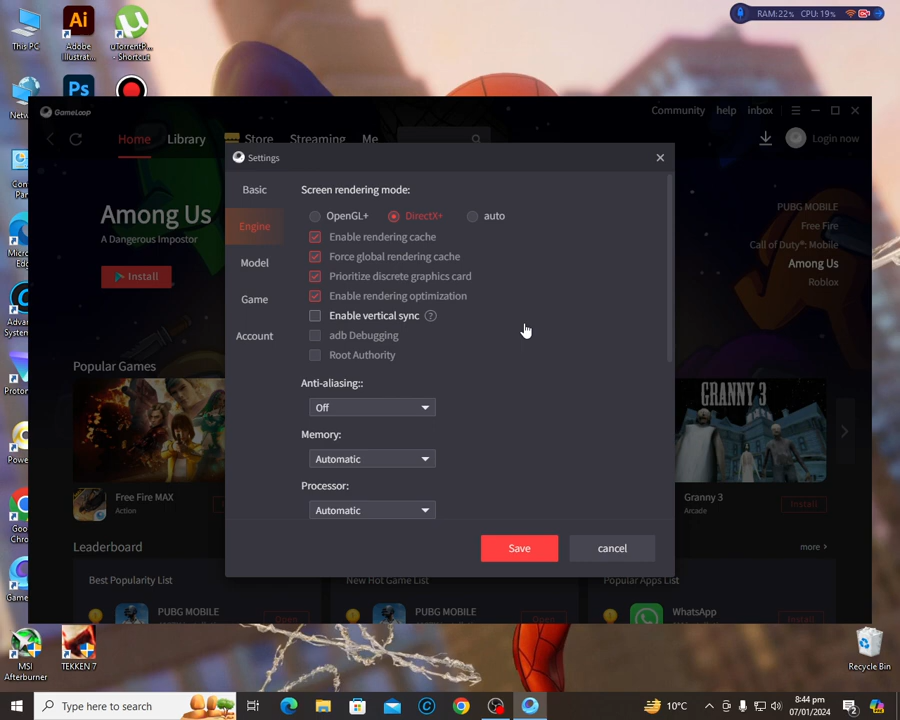 This PC
Adobe
Illustrat...
uTorrentP...
- Shortcut
RAM:22% CPU: 19%
Ai
Ps
GameLoop
Community help inbox
Home Library Store Streaming Me
Login now
Among Us
A Dangerous Impostor
Install
PUBG MOBILE
Free Fire
Call of Duty®: Mobile
Among Us
Roblox
Settings
Basic
Engine
Model
Game
Account
Screen rendering mode:
OpenGL+ DirectX+ auto
Enable rendering cache
Force global rendering cache
Prioritize discrete graphics card
Enable rendering optimization
Enable vertical sync ?
adb Debugging
Root Authority
Anti-aliasing::
Off
Memory:
Automatic
Processor:
Automatic
Save cancel
Popular Games
GRANNY 3
Free Fire MAX
Action
Granny 3
Arcade
Install
Leaderboard
more >
Best Popularity List
New Hot Game List
Popular Apps List
PUBG MOBILE
PUBG MOBILE
WhatsApp
Install
MSI
Afterburner
TEKKEN 7
Recycle Bin
Type here to search
10°C
8:44 pm
07/01/2024
2